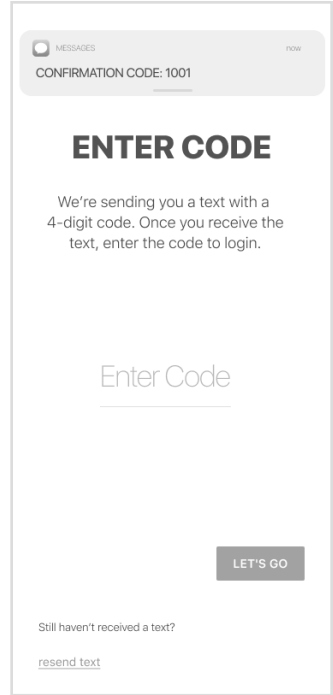 MESSAGES now
CONFIRMATION CODE: 1001
ENTER CODE
We're sending you a text with a
4-digit code. Once you receive the
text, enter the code to login.
Enter Code
LET'S GO
Still haven't received a text?
resend text